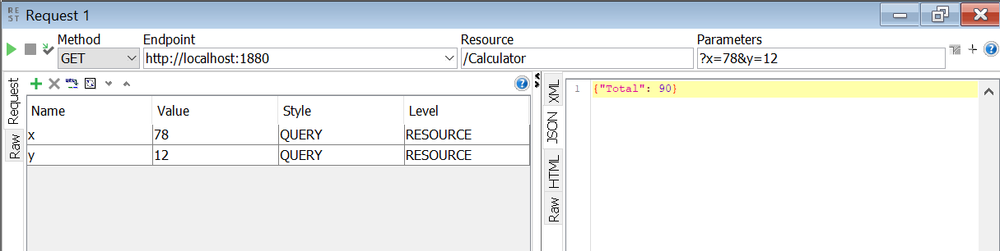 RE
ST
Request 1
Method
Endpoint
Resource
Parameters
GET
http://localhost:1880
/Calculator
?x=78&y=12
Request
Raw
Name Value Style Level
x 78 QUERY RESOURCE
y 12 QUERY RESOURCE
XML
JSON
HTML
Raw
1 {"Total": 90}